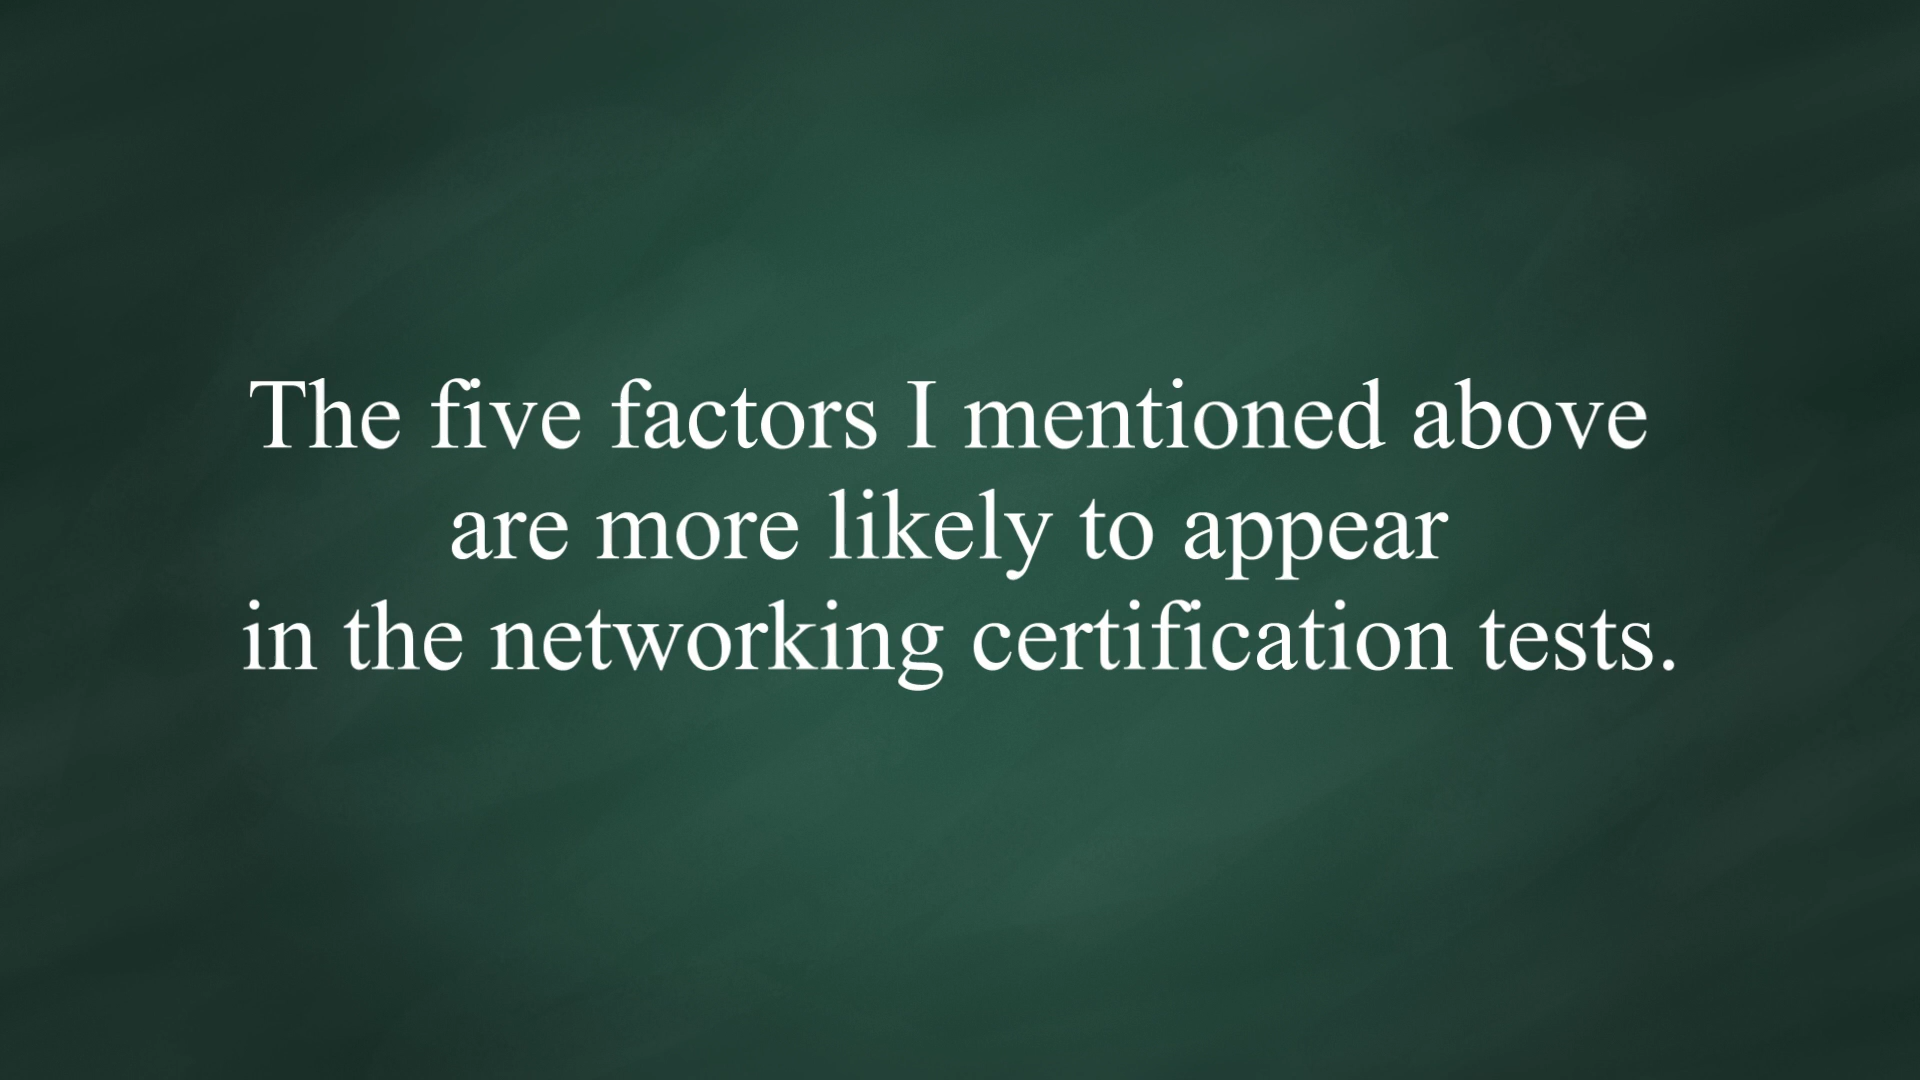 The five factors I mentioned above
are more likely to appear
in the networking certification tests.